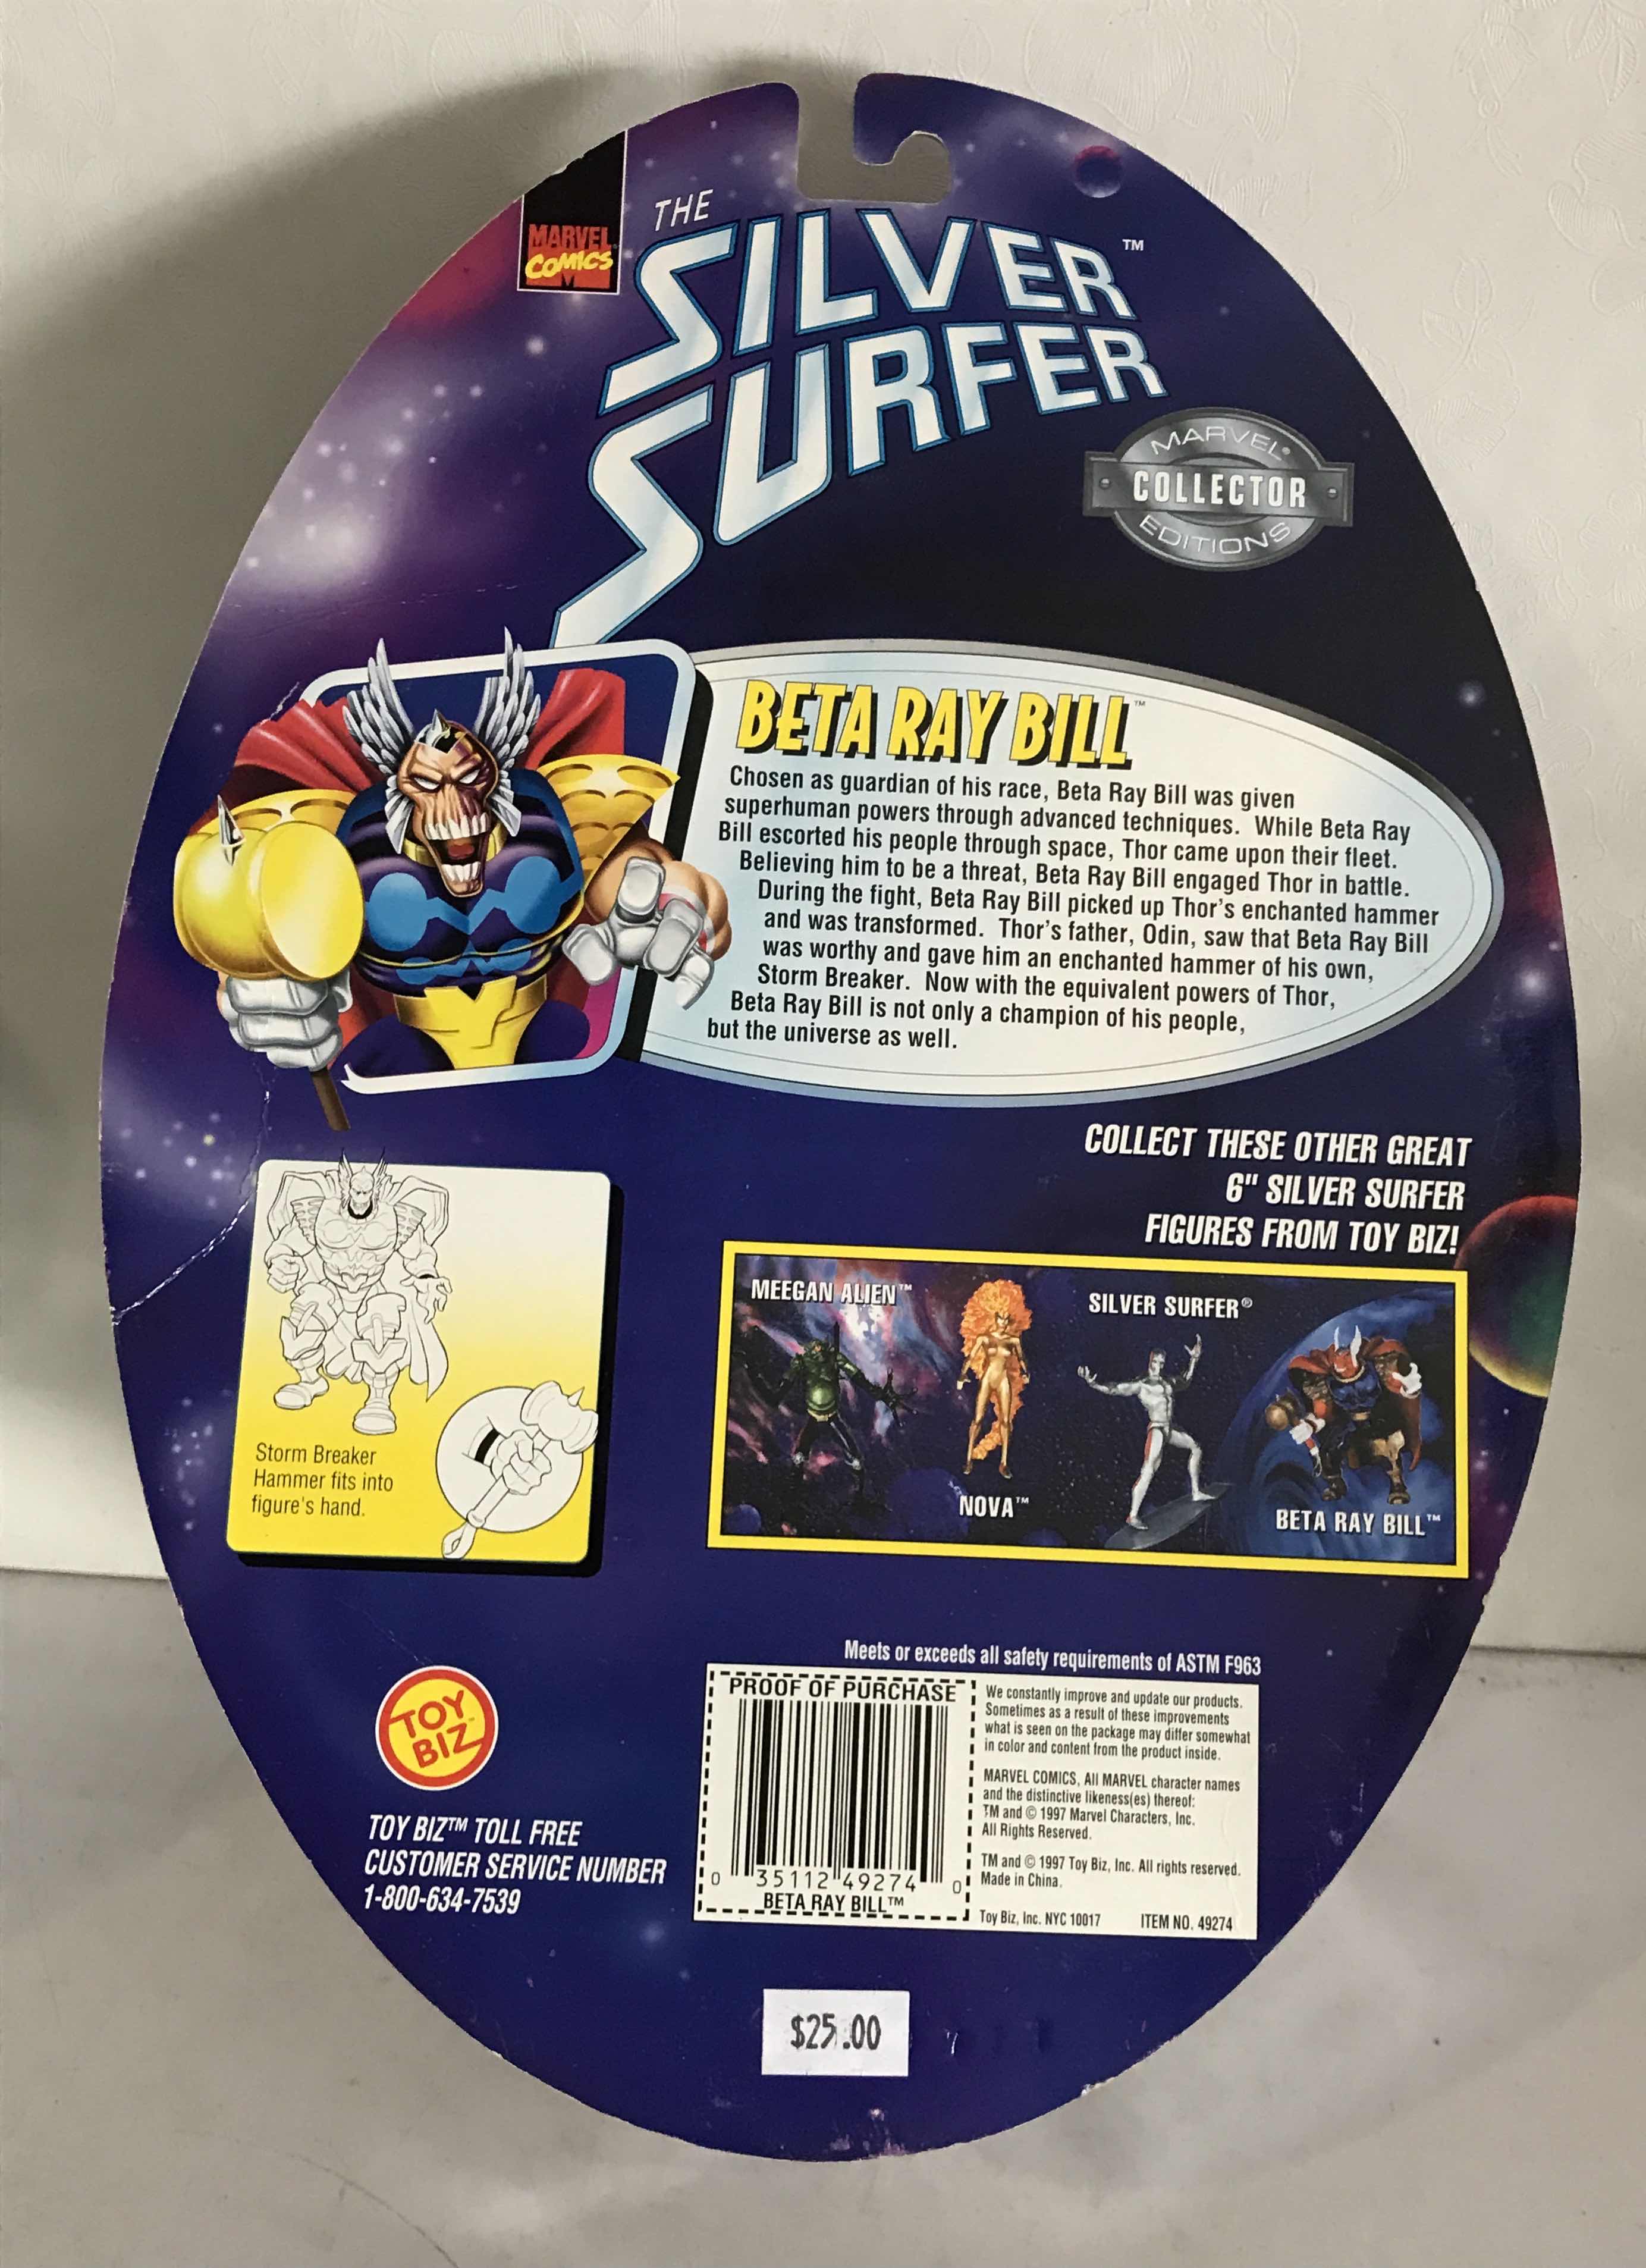 MARVEL
COMICS
M
THE
SILVER™
SURFER
MARVEL®
COLLECTOR
EDITIONS
BETA RAY BILL™
Chosen as guardian of his race, Beta Ray Bill was given
superhuman powers through advanced techniques. While Beta Ray
Bill escorted his people through space, Thor came upon their fleet.
Believing him to be a threat, Beta Ray Bill engaged Thor in battle.
During the fight, Beta Ray Bill picked up Thor's enchanted hammer
and was transformed. Thor's father, Odin, saw that Beta Ray Bill
was worthy and gave him an enchanted hammer of his own,
Storm Breaker. Now with the equivalent powers of Thor,
Beta Ray Bill is not only a champion of his people,
but the universe as well.
COLLECT THESE OTHER GREAT
6" SILVER SURFER
FIGURES FROM TOY BIZ!
MEEGAN ALIEN™
SILVER SURFER®
NOVA™
BETA RAY BILL™
Storm Breaker
Hammer fits into
figure's hand.
Meets or exceeds all safety requirements of ASTM F963
PROOF OF PURCHASE
0 35112 49274 0
BETA RAY BILL™
We constantly improve and update our products.
Sometimes as a result of these improvements
what is seen on the package may differ somewhat
in color and content from the product inside.
MARVEL COMICS, All MARVEL character names
and the distinctive likeness(es) thereof:
TM and © 1997 Marvel Characters, Inc.
All Rights Reserved.
TM and © 1997 Toy Biz, Inc. All rights reserved.
Made in China.
Toy Biz, Inc. NYC 10017 ITEM NO. 49274
TOY
BIZ
TOY BIZ™ TOLL FREE
CUSTOMER SERVICE NUMBER
1-800-634-7539
$25.00